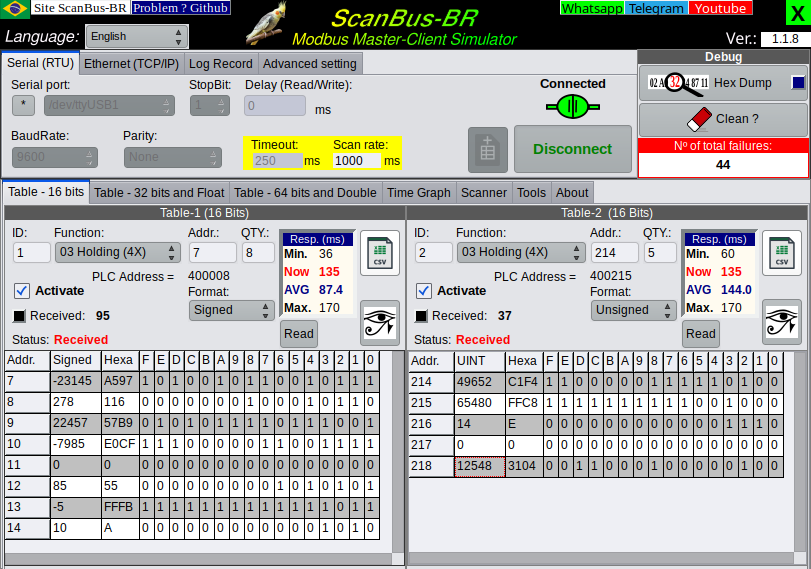 Site ScanBus-BR Problem ? Github
Whatsapp Telegram Youtube
X
ScanBus-BR
Language: English
Modbus Master-Client Simulator
Ver.: 1.1.8
Serial (RTU) Ethernet (TCP/IP) Log Record Advanced setting
Debug
Serial port: StopBit: Delay (Read/Write): Connected
* /dev/ttyUSB1 1 0 ms
Hex Dump
Clean ?
BaudRate: Parity: Timeout: Scan rate:
9600 None 250 ms 1000 ms
Disconnect
Nº of total failures:
44
Table - 16 bits Table - 32 bits and Float Table - 64 bits and Double Time Graph Scanner Tools About
Table-1 (16 Bits)
ID: Function: Addr.: QTY.:
1 03 Holding (4X) 7 8
PLC Address = 400008
Activate
Format:
Signed
Received: 95
Status: Received
Read
Resp. (ms)
Min. 36
Now 135
AVG 87.4
Max. 170
CSV
Addr. Signed Hexa F E D C B A 9 8 7 6 5 4 3 2 1 0
7 -23145 A597 1 0 1 0 0 1 0 1 1 0 0 1 0 1 1 1
8 278 116 0 0 0 0 0 0 0 1 0 0 0 1 0 1 1 0
9 22457 57B9 0 1 0 1 0 1 1 1 1 0 1 1 1 0 0 1
10 -7985 E0CF 1 1 1 0 0 0 0 0 1 1 0 0 1 1 1 1
11 0 0 0 0 0 0 0 0 0 0 0 0 0 0 0 0 0 0
12 85 55 0 0 0 0 0 0 0 0 0 1 0 1 0 1 0 1
13 -5 FFFB 1 1 1 1 1 1 1 1 1 1 1 1 1 0 1 1
14 10 A 0 0 0 0 0 0 0 0 0 0 0 0 1 0 1 0
Table-2 (16 Bits)
ID: Function: Addr.: QTY.:
2 03 Holding (4X) 214 5
PLC Address = 400215
Activate
Format:
Unsigned
Received: 37
Status: Received
Read
Resp. (ms)
Min. 60
Now 135
AVG 144.0
Max. 170
CSV
Addr. UINT Hexa F E D C B A 9 8 7 6 5 4 3 2 1 0
214 49652 C1F4 1 1 0 0 0 0 0 1 1 1 1 1 0 1 0 0
215 65480 FFC8 1 1 1 1 1 1 1 1 1 1 0 0 1 0 0 0
216 14 E 0 0 0 0 0 0 0 0 0 0 0 0 1 1 1 0
217 0 0 0 0 0 0 0 0 0 0 0 0 0 0 0 0 0 0
218 12548 3104 0 0 1 1 0 0 0 1 0 0 0 0 0 1 0 0